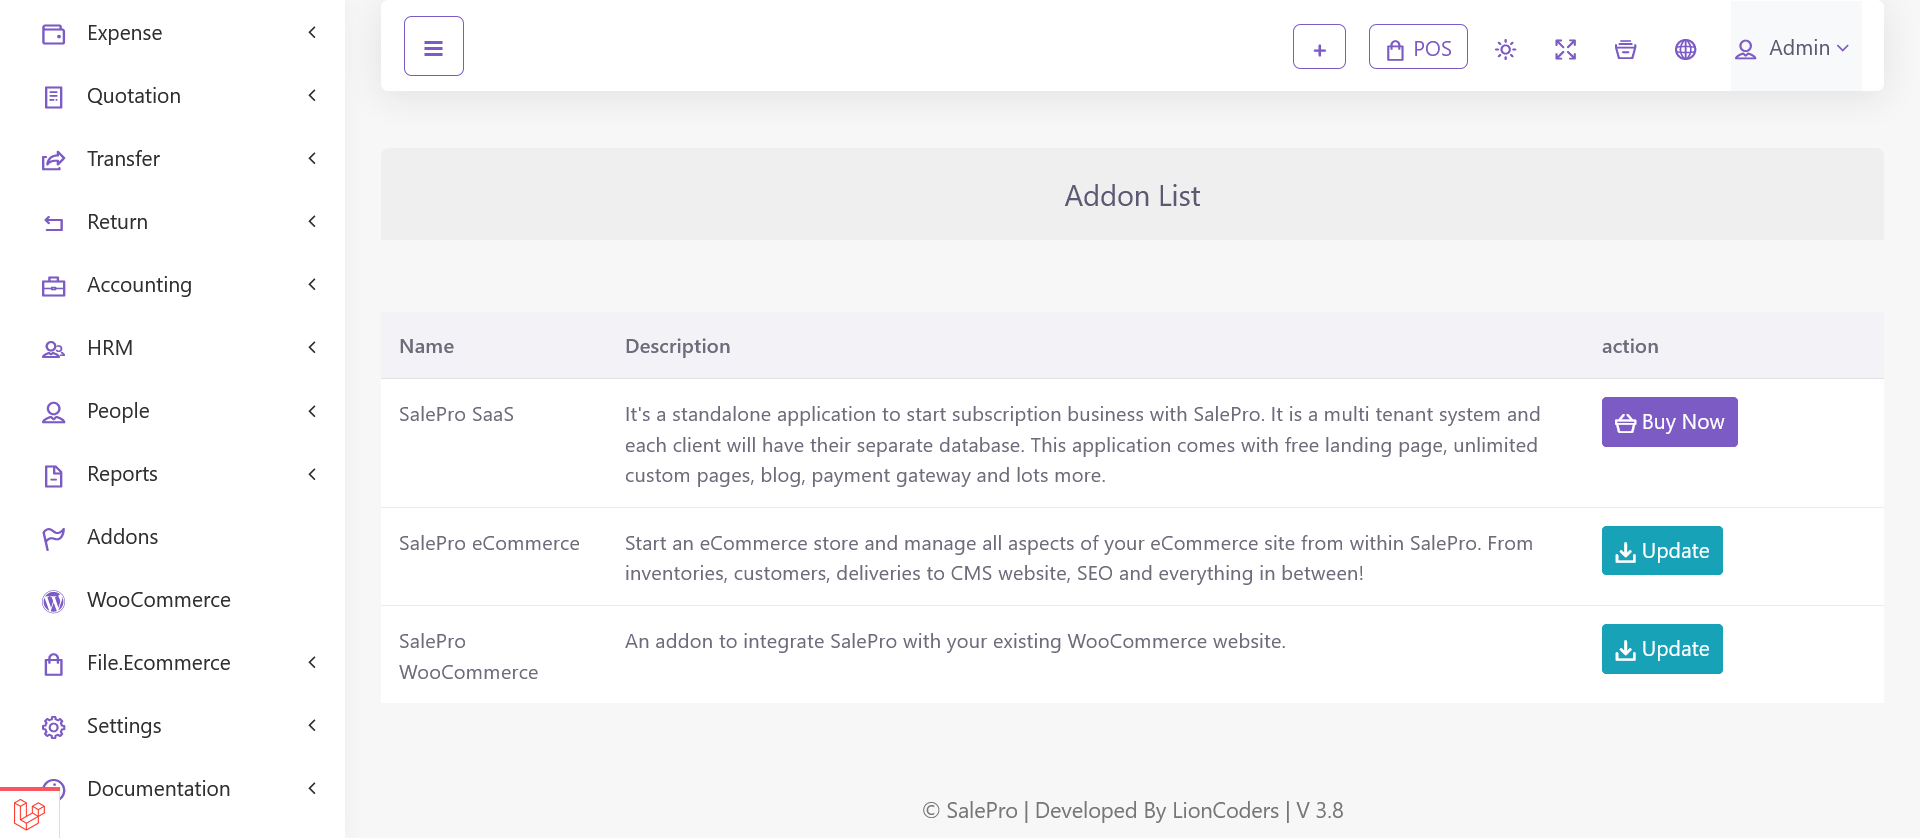 Expense
Quotation
Transfer
Return
Accounting
HRM
People
Reports
Addons
WooCommerce
File.Ecommerce
Settings
Documentation
+
POS
Admin
Addon List
Name Description action
SalePro SaaS
It's a standalone application to start subscription business with SalePro. It is a multi tenant system and
each client will have their separate database. This application comes with free landing page, unlimited
custom pages, blog, payment gateway and lots more.
Buy Now
SalePro eCommerce
Start an eCommerce store and manage all aspects of your eCommerce site from within SalePro. From
inventories, customers, deliveries to CMS website, SEO and everything in between!
Update
SalePro
WooCommerce
An addon to integrate SalePro with your existing WooCommerce website.
Update
© SalePro | Developed By LionCoders | V 3.8